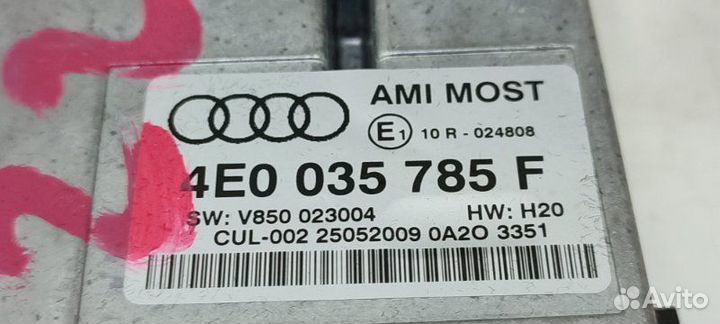 AMI MOST
E1 10 R - 024808
4E0 035 785 F
SW: V850 023004 HW: H20
CUL-002 25052009 0A2O 3351
Avito